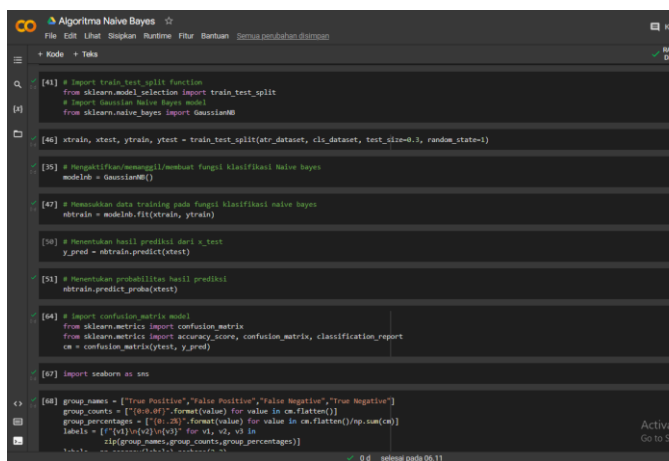 Algoritma Naive Bayes
File Edit Lihat Sisipkan Runtime Fitur Bantuan Semua perubahan disimpan
+ Kode + Teks
[41] # Import train_test_split function
from sklearn.model_selection import train_test_split
# Import Gaussian Naive Bayes model
from sklearn.naive_bayes import GaussianNB
[46] xtrain, xtest, ytrain, ytest = train_test_split(atr_dataset, cls_dataset, test_size=0.3, random_state=1)
[35] # Mengaktifkan/memanggil/membuat fungsi klasifikasi Naive bayes
modelnb = GaussianNB()
[47] # Memasukkan data training pada fungsi klasifikasi naive bayes
nbtrain = modelnb.fit(xtrain, ytrain)
[50] # Menentukan hasil prediksi dari x_test
y_pred = nbtrain.predict(xtest)
[51] # Menentukan probabilitas hasil prediksi
nbtrain.predict_proba(xtest)
[64] # import confusion_matrix model
from sklearn.metrics import confusion_matrix
from sklearn.metrics import accuracy_score, confusion_matrix, classification_report
cm = confusion_matrix(ytest, y_pred)
[67] import seaborn as sns
[68] group_names = ["True Positive","False Positive","False Negative","True Negative"]
group_counts = ["{0:0.0f}".format(value) for value in cm.flatten()]
group_percentages = ["{0:.2%}".format(value) for value in cm.flatten()/np.sum(cm)]
labels = [f"{v1}\n{v2}\n{v3}" for v1, v2, v3 in
zip(group_names,group_counts,group_percentages)]
Activa
Go to S
0 d selesai pada 06.11